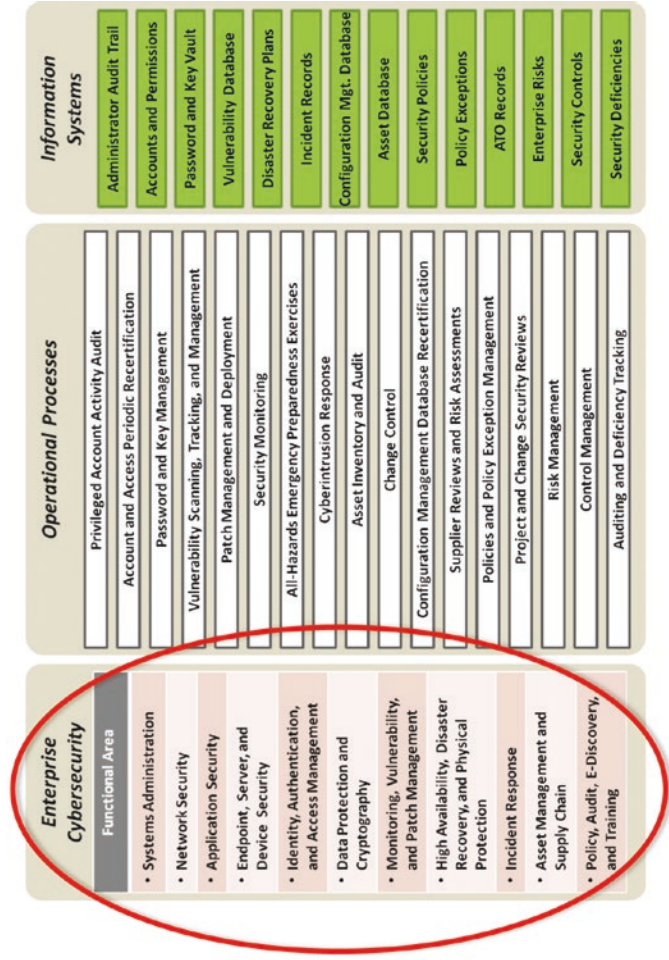 Enterprise
Cybersecurity
Functional Area
• Systems Administration
• Network Security
• Application Security
• Endpoint, Server, and
Device Security
• Identity, Authentication,
and Access Management
• Data Protection and
Cryptography
• Monitoring, Vulnerability,
and Patch Management
• High Availability, Disaster
Recovery, and Physical
Protection
• Incident Response
• Asset Management and
Supply Chain
• Policy, Audit, E-Discovery,
and Training
Operational Processes
Privileged Account Activity Audit
Account and Access Periodic Recertification
Password and Key Management
Vulnerability Scanning, Tracking, and Management
Patch Management and Deployment
Security Monitoring
All-Hazards Emergency Preparedness Exercises
Cyberintrusion Response
Asset Inventory and Audit
Change Control
Configuration Management Database Recertification
Supplier Reviews and Risk Assessments
Policies and Policy Exception Management
Project and Change Security Reviews
Risk Management
Control Management
Auditing and Deficiency Tracking
Information
Systems
Administrator Audit Trail
Accounts and Permissions
Password and Key Vault
Vulnerability Database
Disaster Recovery Plans
Incident Records
Configuration Mgt. Database
Asset Database
Security Policies
Policy Exceptions
ATO Records
Enterprise Risks
Security Controls
Security Deficiencies